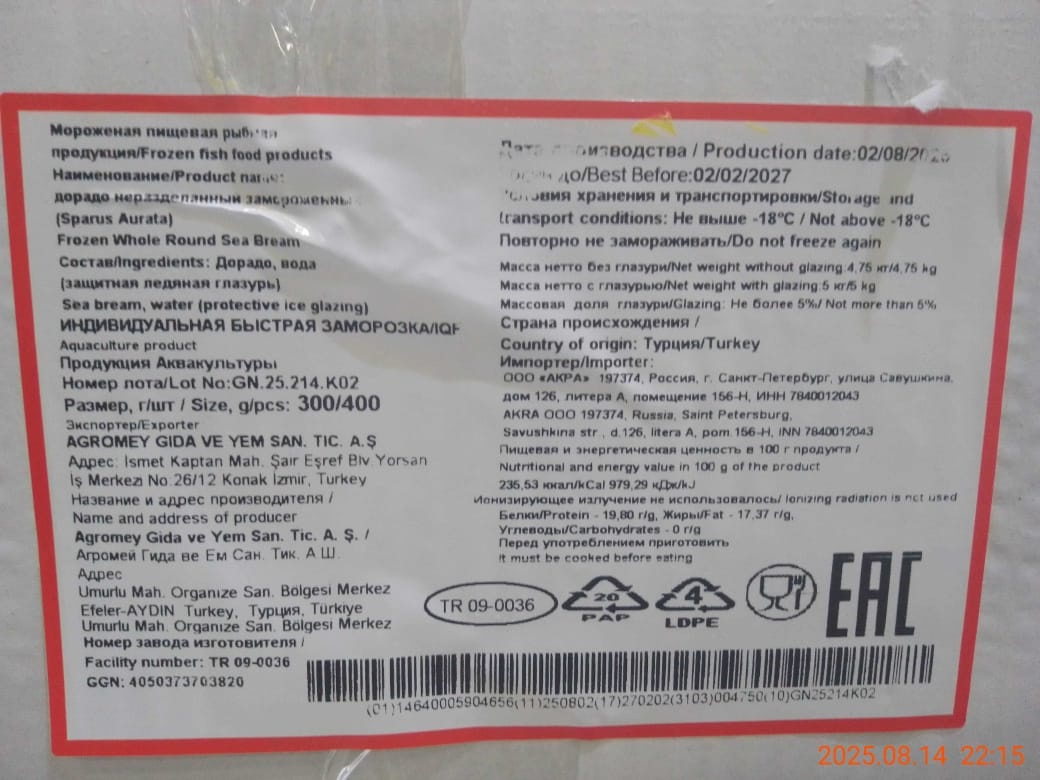 Мороженая пищевая рыбная
продукция/Frozen fish food products
Наименование/Product name:
дорадо неразделанный замороженный
(Sparus Aurata)
Frozen Whole Round Sea Bream
Состав/Ingredients: Дорадо, вода
(защитная ледяная глазурь)
Sea bream, water (protective ice glazing)
ИНДИВИДУАЛЬНАЯ БЫСТРАЯ ЗАМОРОЗКА/IQF
Aquaculture product
Продукция Аквакультуры
Номер лота/Lot No:GN.25.214.K02
Размер, г/шт / Size, g/pcs: 300/400
Экспортер/Exporter
AGROMEY GIDA VE YEM SAN. TIC. A.Ş
Адрес: Ismet Kaptan Mah. Şair Eşref Blv.Yorsan
İş Merkezi No:26/12 Konak İzmir, Turkey
Название и адрес производителя /
Name and address of producer
Agromey Gida ve Yem San. Tic. A. Ş. /
Агромей Гида ве Ем Сан. Тик. А Ш.
Адрес
Umurlu Mah. Organize San. Bölgesi Merkez
Efeler-AYDIN Turkey, Турция, Türkiye
Umurlu Mah. Organize San. Bölgesi Merkez
Номер завода изготовителя /
Facility number: TR 09-0036
GGN: 4050373703820
производства / Production date:02/08/
до/Best Before:02/02/2027
Условия хранения и транспортировки/Storage and
transport conditions: Не выше -18°C / Not above -18°C
Повторно не замораживать/Do not freeze again
Масса нетто без глазури/Net weight without glazing:4,75 кг/4,75 kg
Масса нетто с глазурью/Net weight with glazing:5 кг/5 kg
Массовая доля глазури/Glazing: Не более 5%/ Not more than 5%
Страна происхождения /
Country of origin: Турция/Turkey
Импортер/Importer:
ООО «АКРА» 197374, Россия, г. Санкт-Петербург, улица Савушкина,
дом 126, литера А, помещение 156-Н, ИНН 7840012043
AKRA OOO 197374, Russia, Saint Petersburg,
Savushkina str., d.126, litera A, pom.156-H, INN 7840012043
Пищевая и энергетическая ценность в 100 г продукта /
Nutritional and energy value in 100 g of the product
235,53 ккал/kCal 979,29 кДж/kJ
Ионизирующее излучение не использовалось/ Ionizing radiation is not used
Белки/Protein - 19,80 г/g, Жиры/Fat - 17,37 г/g,
Углеводы/Carbohydrates - 0 г/g
Перед употреблением приготовить
It must be cooked before eating
TR 09-0036
20
PAP
4
LDPE
EAC
(01)14640005904656(11)250802(17)270202(3103)004750(10)GN25214K02
2025.08.14 22:15